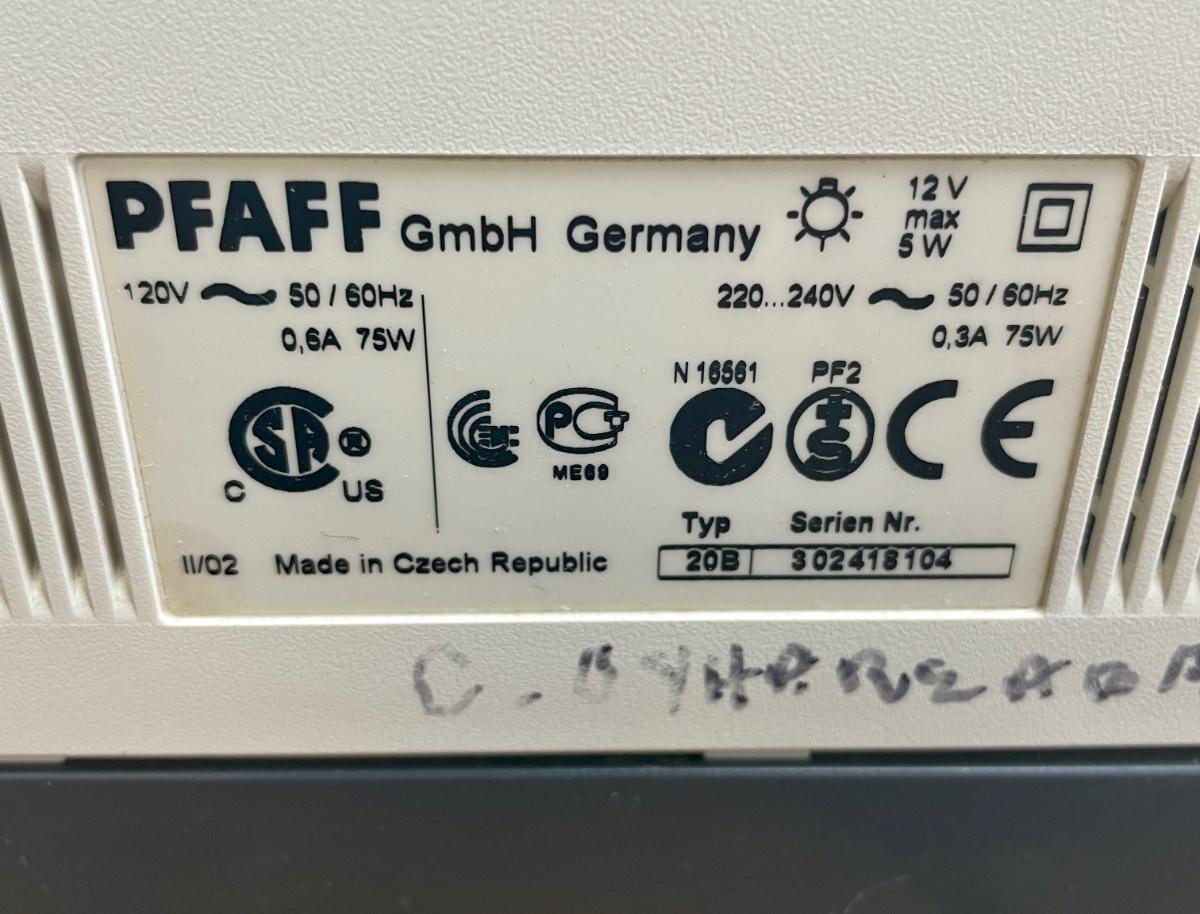 PFAFF GmbH Germany
12 V
max
5 W
120V 50 / 60Hz
0,6A 75W
220...240V 50 / 60Hz
0,3A 75W
N 16561
PF2
SA ®
C US
PC
ME69
CE
Typ Serien Nr.
20B 302418104
II/02 Made in Czech Republic